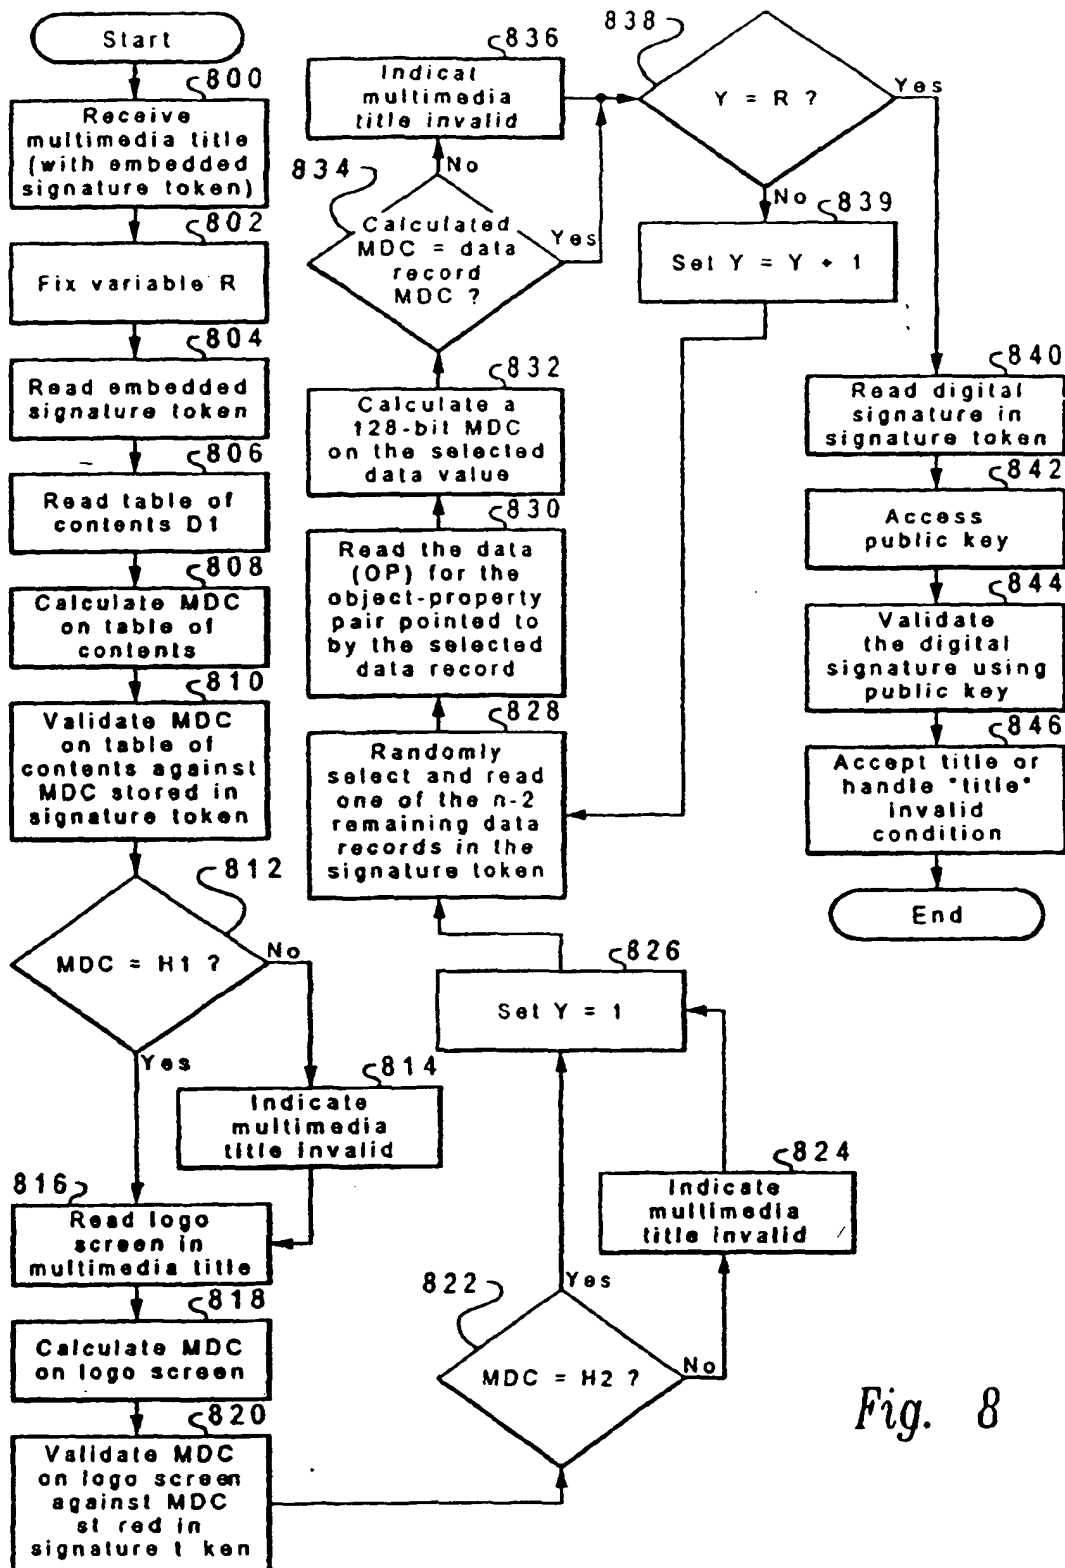 Start
800
Receive
multimedia title
(with embedded
signature token)
802
Fix variable R
804
Read embedded
signature token
806
Read table of
contents D1
808
Calculate MDC
on table of
contents
810
Validate MDC
on table of
contents against
MDC stored in
signature token
812
MDC = H1 ?
No
Yes
814
Indicate
multimedia
title invalid
816
Read logo
screen in
multimedia title
818
Calculate MDC
on logo screen
820
Validate MDC
on logo screen
against MDC
st red in
signature t ken
822
MDC = H2 ?
No
Yes
824
Indicate
multimedia
title invalid
826
Set Y = 1
828
Randomly
select and read
one of the n-2
remaining data
records in the
signature token
830
Read the data
(OP) for the
object-property
pair pointed to
by the selected
data record
832
Calculate a
128-bit MDC
on the selected
data value
834
Calculated
MDC = data
record
MDC ?
No
Yes
836
Indicat
multimedia
title invalid
838
Y = R ?
Yes
No
839
Set Y = Y + 1
840
Read digital
signature in
signature token
842
Access
public key
844
Validate
the digital
signature using
public key
846
Accept title or
handle "title"
invalid
condition
End
Fig. 8